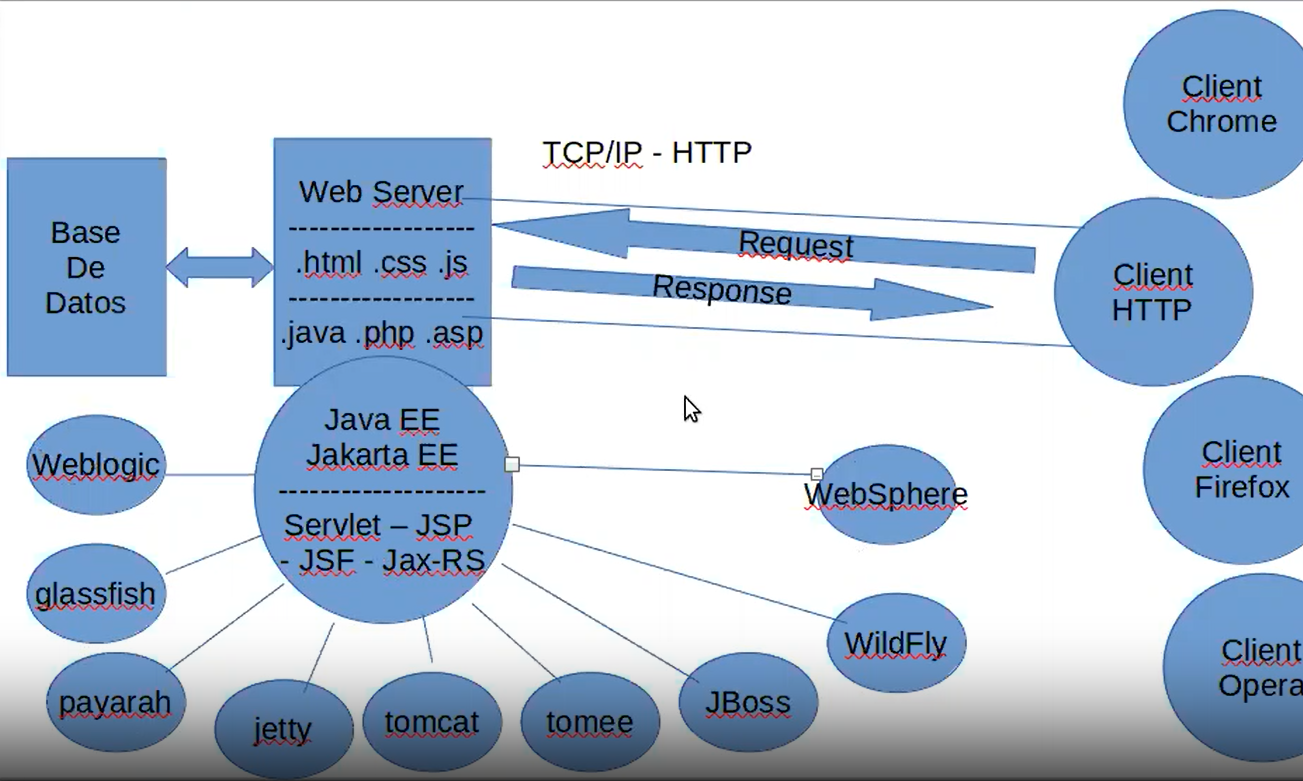 Client
Chrome
TCP/IP - HTTP
Base
De
Datos
Web Server
-------------------
.html .css .js
-------------------
.java .php .asp
Request
Response
Client
HTTP
Java EE
Jakarta EE
---------------------
Servlet – JSP
- JSF - Jax-RS
Weblogic
glassfish
payarah
jetty
tomcat
tomee
JBoss
WildFly
WebSphere
Client
Firefox
Client
Opera